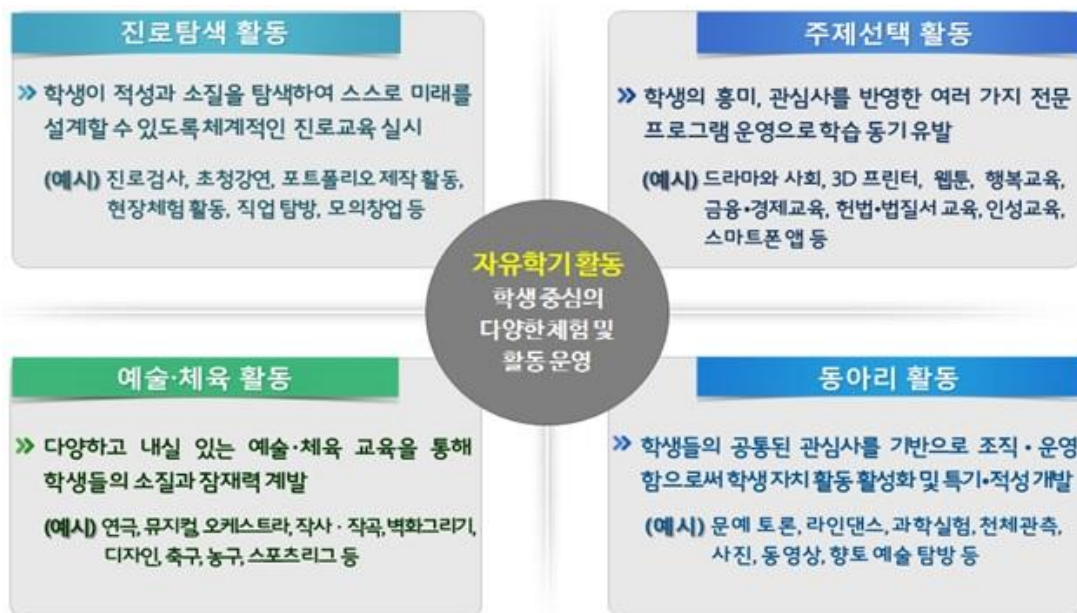 진로탐색 활동
» 학생이 적성과 소질을 탐색하여 스스로 미래를
설계할 수 있도록 체계적인 진로교육 실시
(예시) 진로검사, 초청강연, 포트폴리오 제작 활동,
현장체험 활동, 직업 탐방, 모의창업 등
주제선택 활동
» 학생의 흥미, 관심사를 반영한 여러 가지 전문
프로그램 운영으로 학습 동기 유발
(예시) 드라마와 사회, 3D 프린터, 웹툰, 행복교육,
금융•경제교육, 헌법•법질서 교육, 인성교육,
스마트폰 앱 등
자유학기 활동
학생 중심의
다양한 체험 및
활동 운영
예술·체육 활동
» 다양하고 내실 있는 예술·체육 교육을 통해
학생들의 소질과 잠재력 계발
(예시) 연극, 뮤지컬, 오케스트라, 작사 · 작곡, 벽화그리기,
디자인, 축구, 농구, 스포츠리그 등
동아리 활동
» 학생들의 공통된 관심사를 기반으로 조직 • 운영
함으로써 학생 자치 활동 활성화 및 특기•적성 개발
(예시) 문예 토론, 라인댄스, 과학실험, 천체관측,
사진, 동영상, 향토 예술 탐방 등